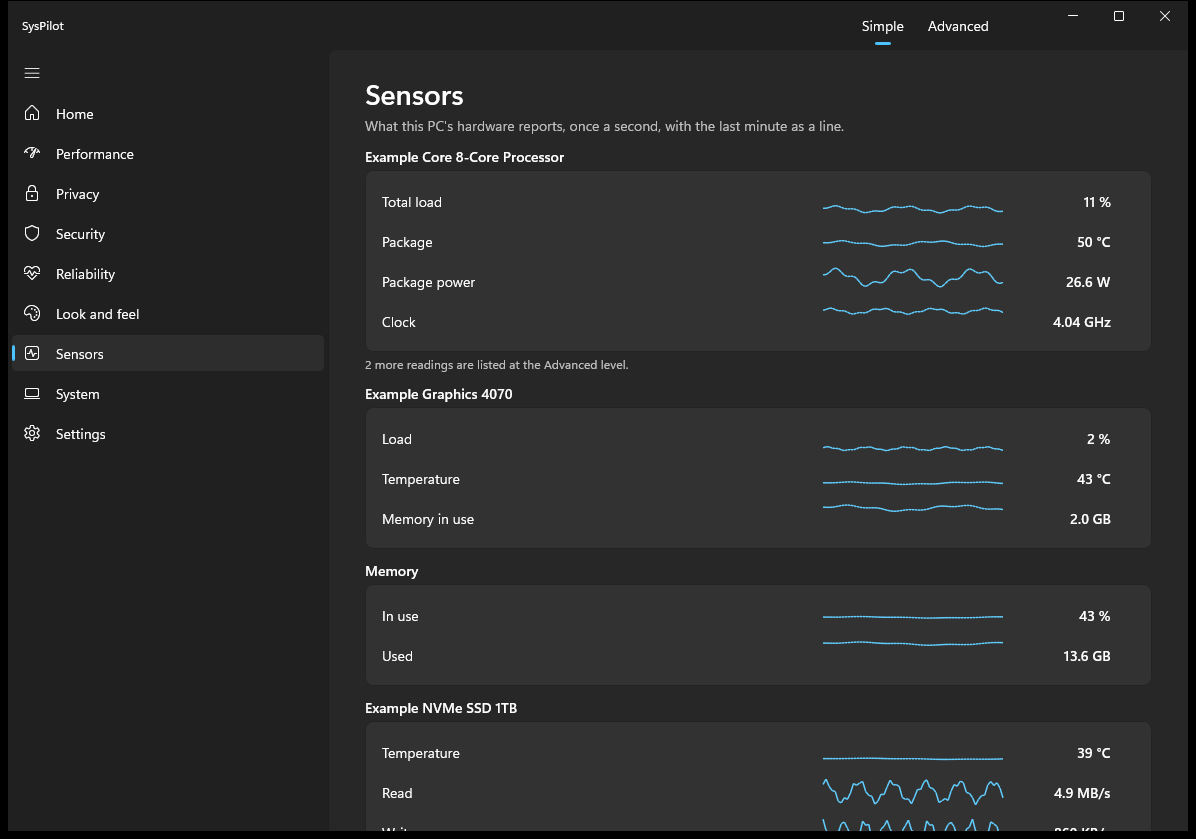 SysPilot
Simple
Advanced
Home
Performance
Privacy
Security
Reliability
Look and feel
Sensors
System
Settings
Sensors
What this PC's hardware reports, once a second, with the last minute as a line.
Example Core 8-Core Processor
Total load 11 %
Package 50 °C
Package power 26.6 W
Clock 4.04 GHz
2 more readings are listed at the Advanced level.
Example Graphics 4070
Load 2 %
Temperature 43 °C
Memory in use 2.0 GB
Memory
In use 43 %
Used 13.6 GB
Example NVMe SSD 1TB
Temperature 39 °C
Read 4.9 MB/s